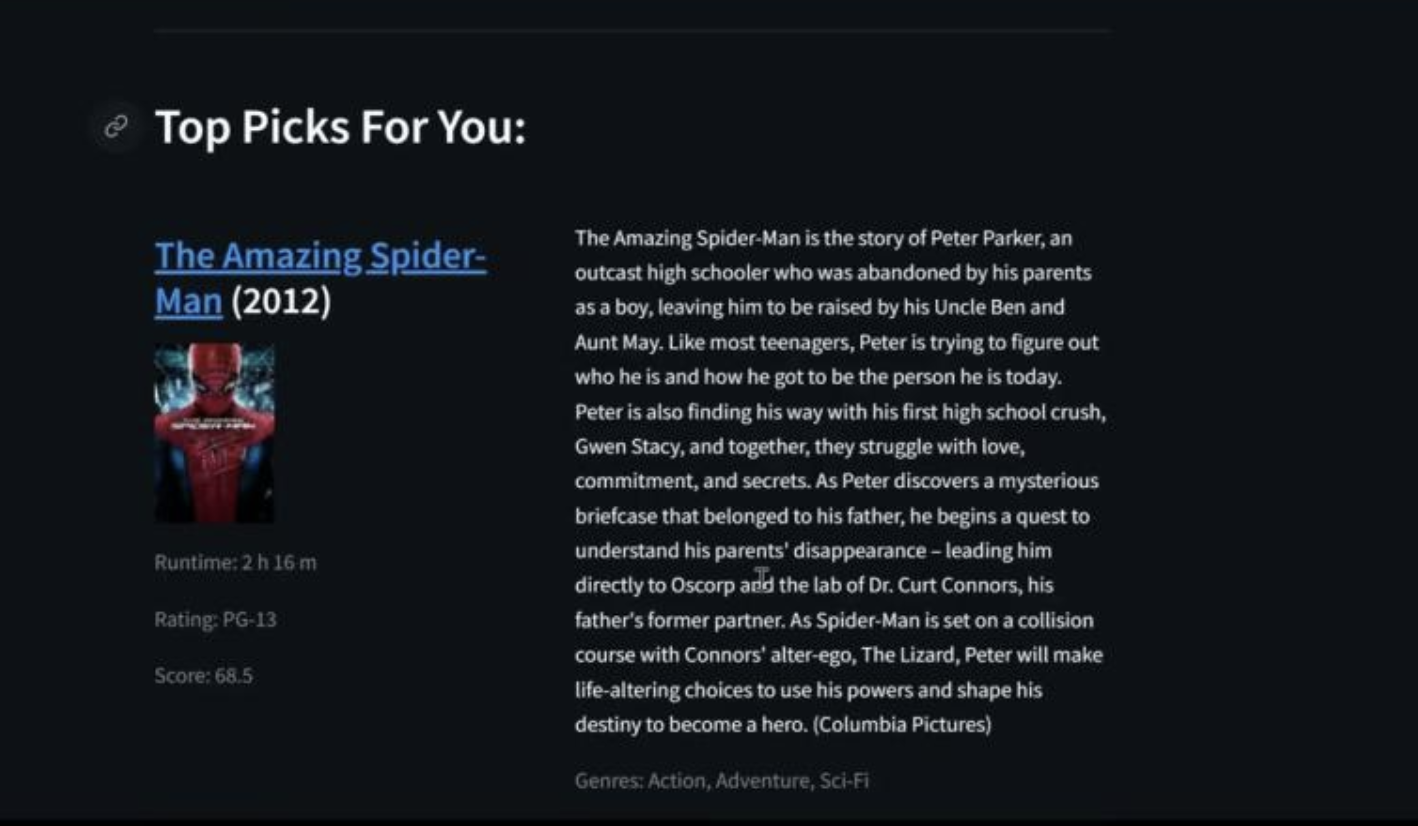 Top Picks For You:
The Amazing Spider-
Man (2012)
THE AMAZING
SPIDER-MAN
Runtime: 2 h 16 m
Rating: PG-13
Score: 68.5
The Amazing Spider-Man is the story of Peter Parker, an
outcast high schooler who was abandoned by his parents
as a boy, leaving him to be raised by his Uncle Ben and
Aunt May. Like most teenagers, Peter is trying to figure out
who he is and how he got to be the person he is today.
Peter is also finding his way with his first high school crush,
Gwen Stacy, and together, they struggle with love,
commitment, and secrets. As Peter discovers a mysterious
briefcase that belonged to his father, he begins a quest to
understand his parents' disappearance – leading him
directly to Oscorp and the lab of Dr. Curt Connors, his
father's former partner. As Spider-Man is set on a collision
course with Connors' alter-ego, The Lizard, Peter will make
life-altering choices to use his powers and shape his
destiny to become a hero. (Columbia Pictures)
Genres: Action, Adventure, Sci-Fi